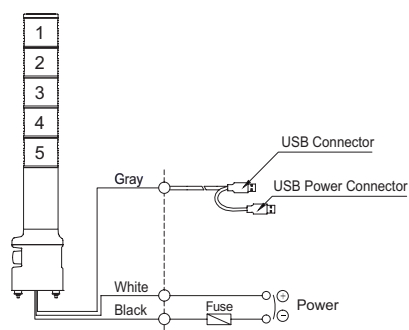 1
2
3
4
5
USB Connector
Gray
USB Power Connector
White
Black
Fuse
+
Power
−